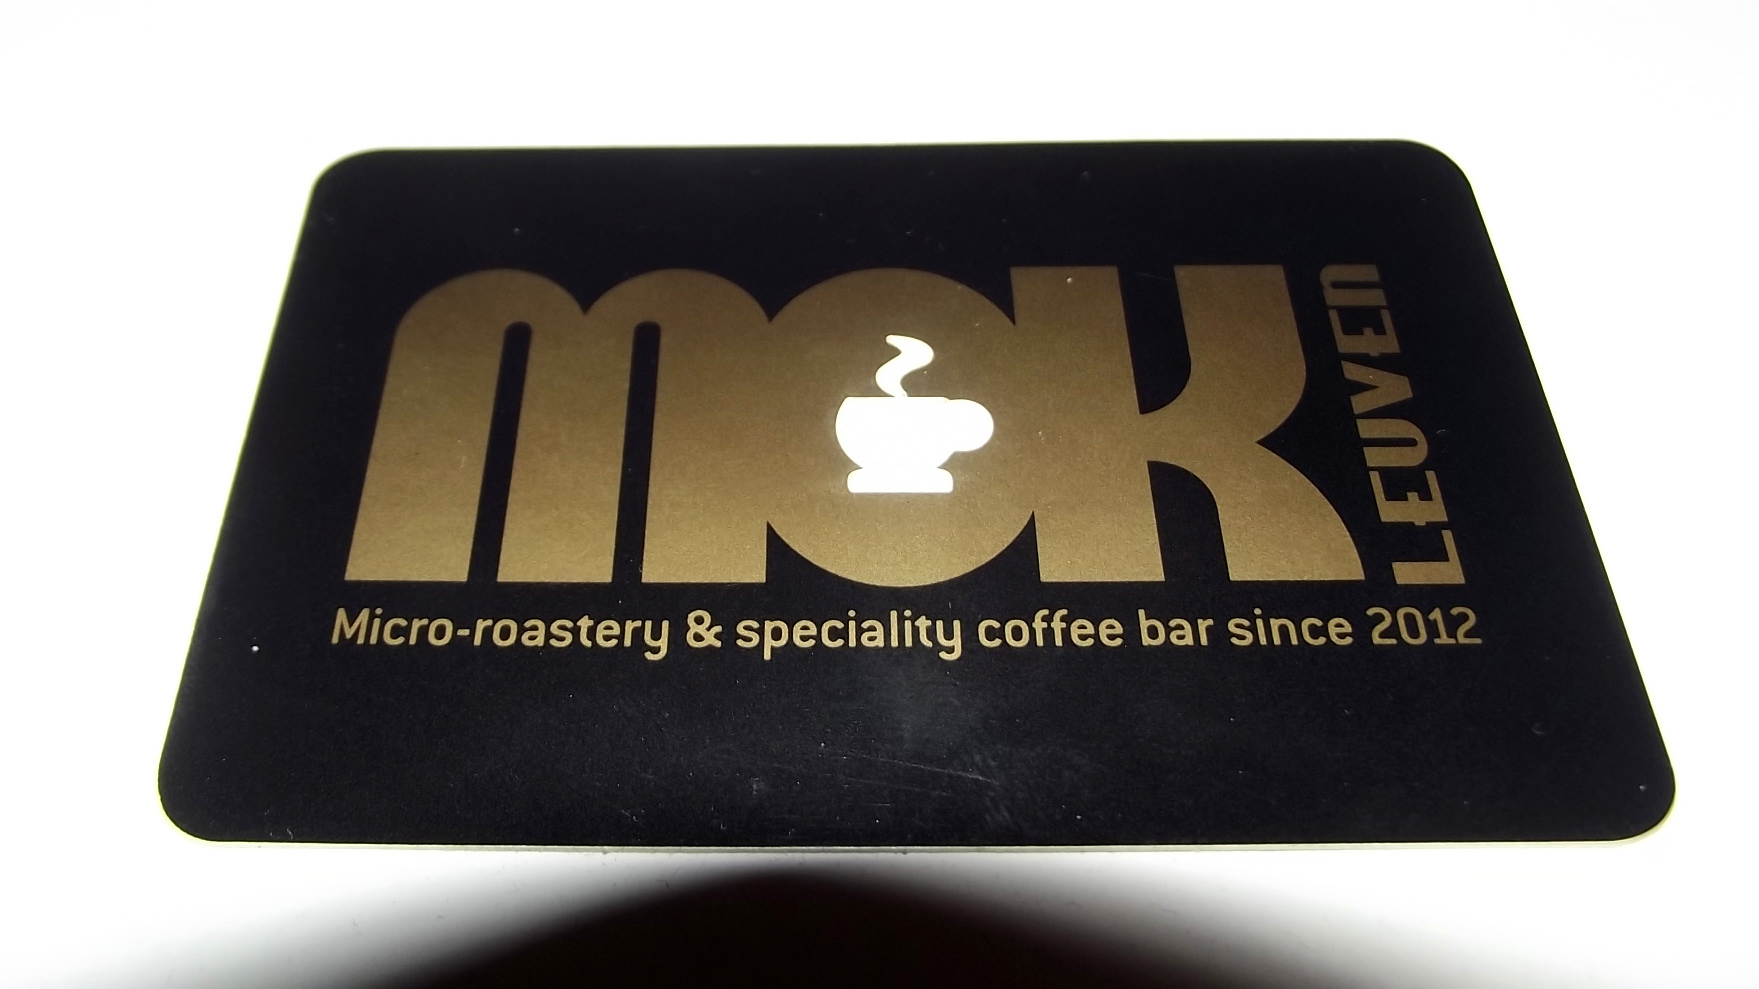 mok
LEUVEn
Micro-roastery & speciality coffee bar since 2012